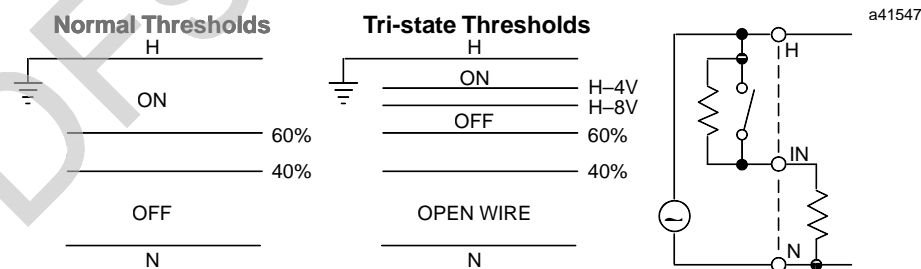 a41547
Normal Thresholds
H
ON
60%
40%
OFF
N
Tri-state Thresholds
H
ON
H–4V
H–8V
OFF
60%
40%
OPEN WIRE
N
H
IN
N